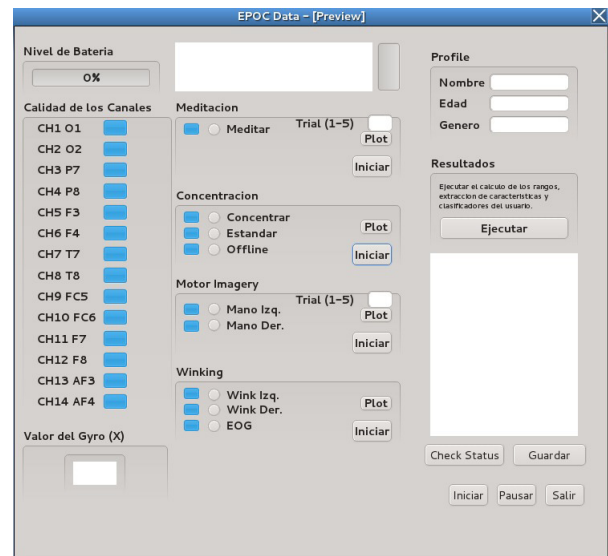 EPOC Data - [Preview]
Nivel de Bateria
0%
Calidad de los Canales
CH1 O1
CH2 O2
CH3 P7
CH4 P8
CH5 F3
CH6 F4
CH7 T7
CH8 T8
CH9 FC5
CH10 FC6
CH11 F7
CH12 F8
CH13 AF3
CH14 AF4
Valor del Gyro (X)
Meditacion
Meditar
Trial (1-5)
Plot
Iniciar
Concentracion
Concentrar
Estandar
Offline
Plot
Iniciar
Motor Imagery
Trial (1-5)
Mano Izq.
Mano Der.
Plot
Iniciar
Winking
Wink Izq.
Wink Der.
EOG
Plot
Iniciar
Profile
Nombre
Edad
Genero
Resultados
Ejecutar el calculo de los rangos,
extraccion de caracteristicas y
clasificadores del usuario.
Ejecutar
Check Status
Guardar
Iniciar
Pausar
Salir